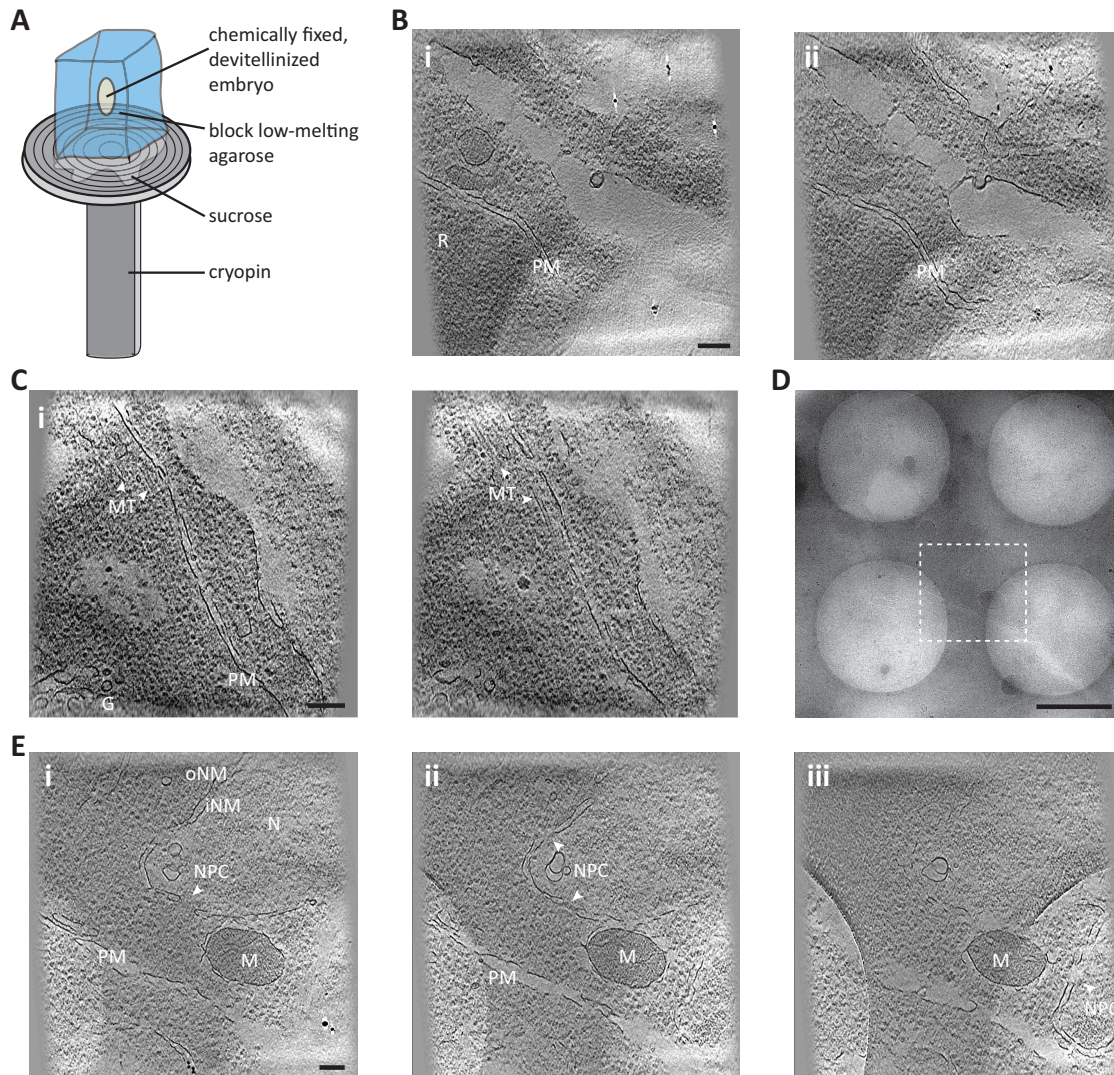 A
chemically fixed,
devitellinized
embryo
block low-melting
agarose
sucrose
cryopin
B
i
R
PM
ii
PM
C
i
MT
PM
G
MT
D
E
i
oNM
iNM
N
NPC
PM
M
ii
NPC
PM
M
iii
M
NPC